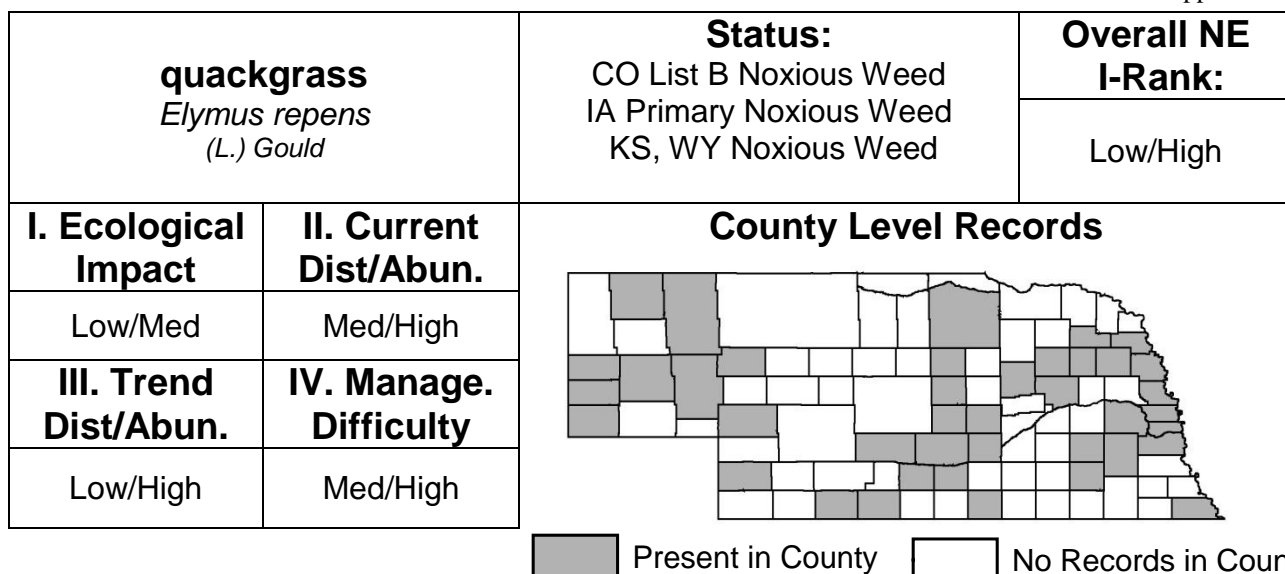 quackgrass
Elymus repens
(L.) Gould
Status:
CO List B Noxious Weed
IA Primary Noxious Weed
KS, WY Noxious Weed
Overall NE
I-Rank:
Low/High
I. Ecological
Impact
II. Current
Dist/Abun.
Low/Med
Med/High
III. Trend
Dist/Abun.
IV. Manage.
Difficulty
Low/High
Med/High
County Level Records
Present in County
No Records in Coun